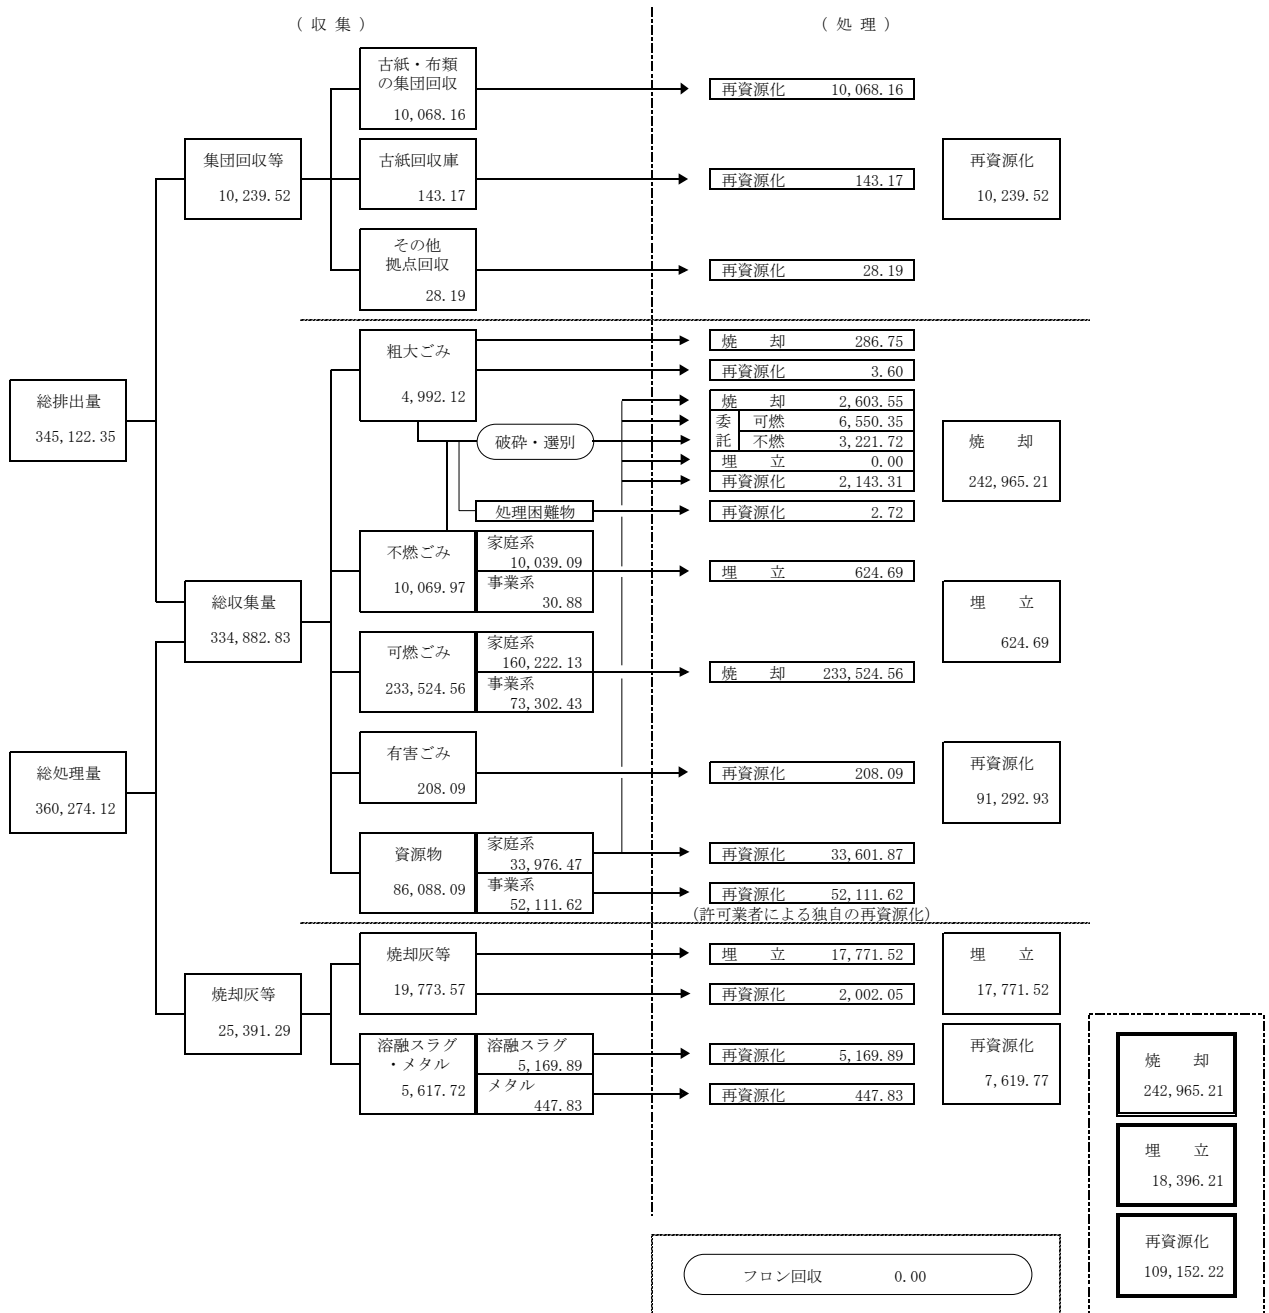 （ 収 集 ）
（ 処 理 ）
古紙・布類
の集団回収
10,068.16
再資源化 10,068.16
集団回収等
10,239.52
古紙回収庫
143.17
再資源化 143.17
再資源化
10,239.52
その他
拠点回収
28.19
再資源化 28.19
総排出量
345,122.35
粗大ごみ
4,992.12
焼 却 286.75
再資源化 3.60
破砕・選別
焼 却 2,603.55
委託
可燃 6,550.35
不燃 3,221.72
埋 立 0.00
再資源化 2,143.31
焼 却
242,965.21
処理困難物
再資源化 2.72
不燃ごみ
10,069.97
家庭系
10,039.09
事業系
30.88
埋 立 624.69
総収集量
334,882.83
埋 立
624.69
可燃ごみ
233,524.56
家庭系
160,222.13
事業系
73,302.43
焼 却 233,524.56
総処理量
360,274.12
有害ごみ
208.09
再資源化 208.09
再資源化
91,292.93
資源物
86,088.09
家庭系
33,976.47
事業系
52,111.62
再資源化 33,601.87
再資源化 52,111.62
（許可業者による独自の再資源化）
焼却灰等
25,391.29
焼却灰等
19,773.57
埋 立 17,771.52
再資源化 2,002.05
埋 立
17,771.52
溶融スラグ
・メタル
5,617.72
溶融スラグ
5,169.89
メタル
447.83
再資源化 5,169.89
再資源化 447.83
再資源化
7,619.77
焼 却
242,965.21
埋 立
18,396.21
再資源化
109,152.22
フロン回収 0.00